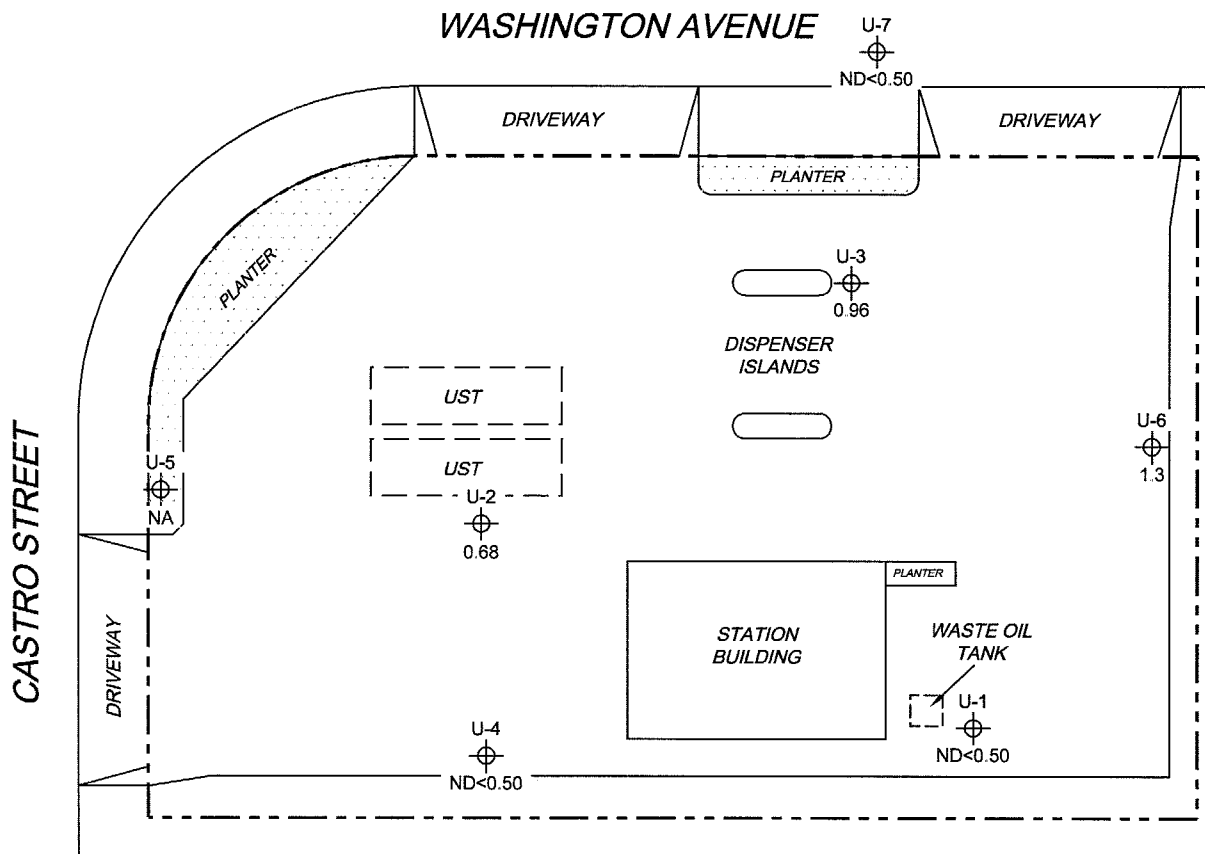 WASHINGTON AVENUE
U-7
ND<0.50
DRIVEWAY
DRIVEWAY
PLANTER
PLANTER
U-3
0.96
DISPENSER
ISLANDS
UST
UST
U-6
1.3
U-5
NA
U-2
0.68
CASTRO STREET
PLANTER
STATION
BUILDING
WASTE OIL
TANK
DRIVEWAY
U-1
ND<0.50
U-4
ND<0.50